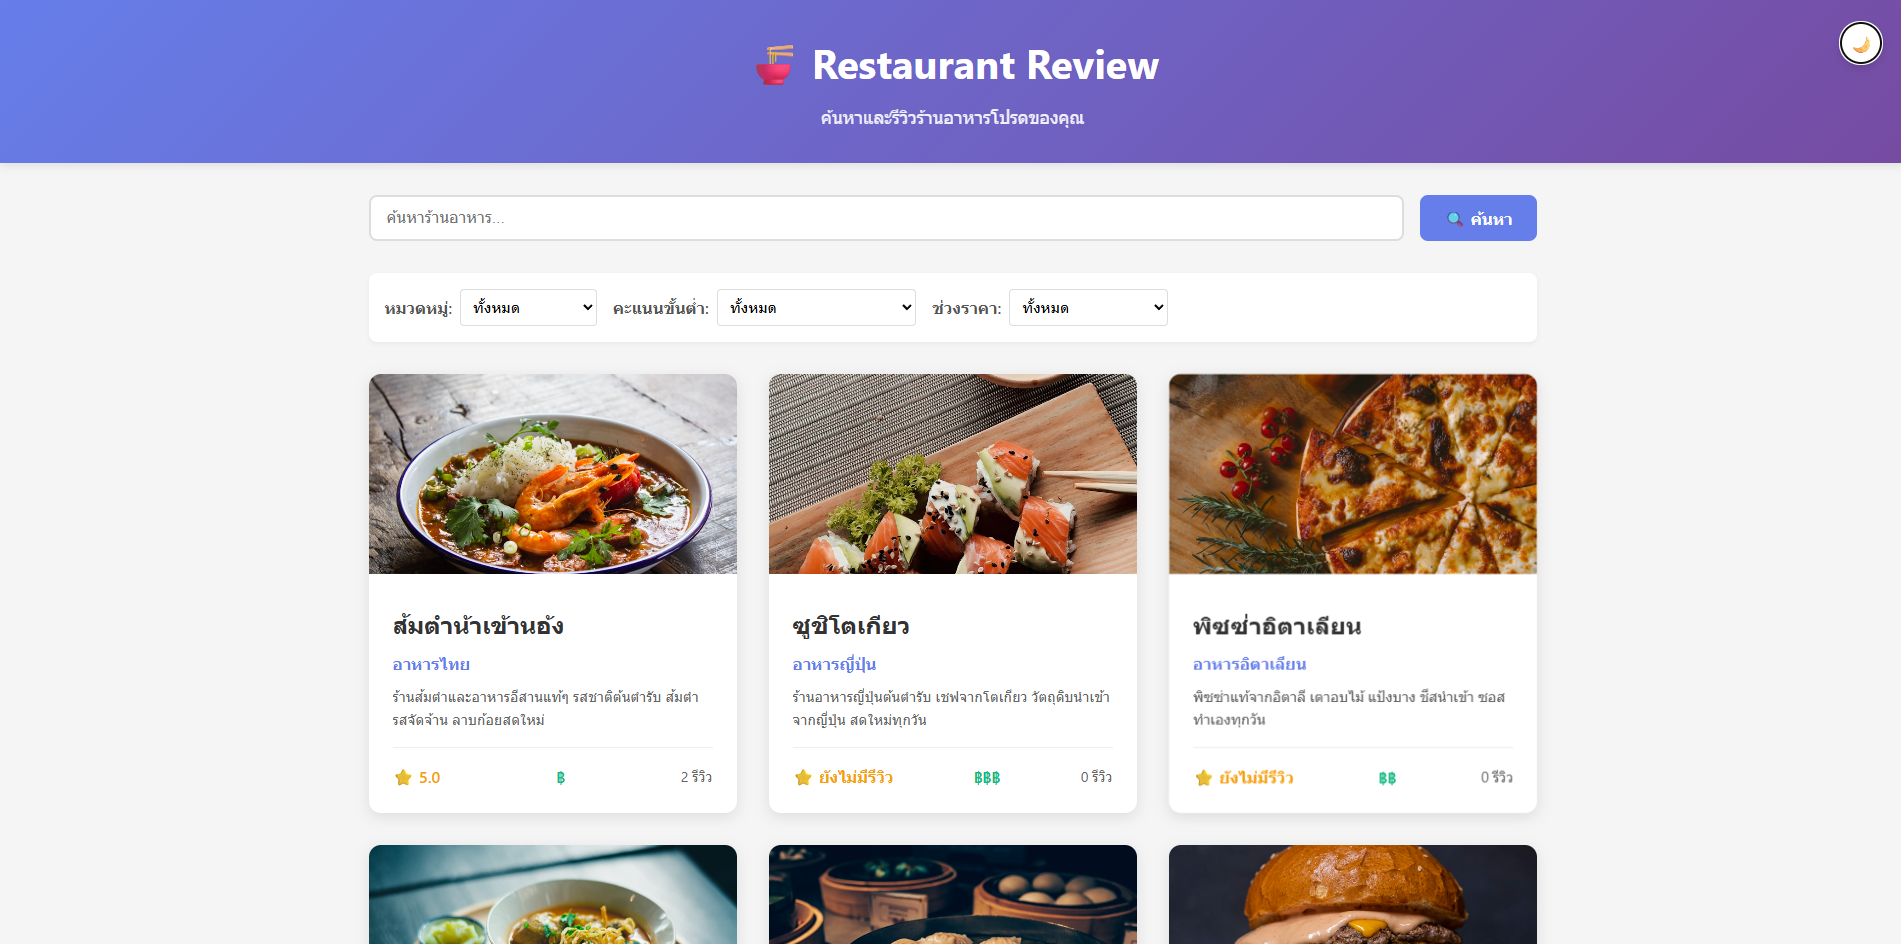 Restaurant Review
ค้นหาและรีวิวร้านอาหารโปรดของคุณ
ค้นหาร้านอาหาร...
ค้นหา
หมวดหมู่: ทั้งหมด คะแนนขั้นต่ำ: ทั้งหมด ช่วงราคา: ทั้งหมด
ส้มตำน้าเข้านอ้ง
อาหารไทย
ร้านส้มตำและอาหารอีสานแท้ๆ รสชาติต้นตำรับ ส้มตำ
รสจัดจ้าน ลาบก้อยสดใหม่
5.0 ฿ 2 รีวิว
ซูชิโตเกียว
อาหารญี่ปุ่น
ร้านอาหารญี่ปุ่นต้นตำรับ เชฟจากโตเกียว วัตถุดิบนำเข้า
จากญี่ปุ่น สดใหม่ทุกวัน
ยังไม่มีรีวิว ฿฿฿ 0 รีวิว
พิซซ่าอิตาเลียน
อาหารอิตาเลียน
พิซซ่าแท้จากอิตาลี เตาอบไม้ แป้งบาง ชีสนำเข้า ซอส
ทำเองทุกวัน
ยังไม่มีรีวิว ฿฿ 0 รีวิว